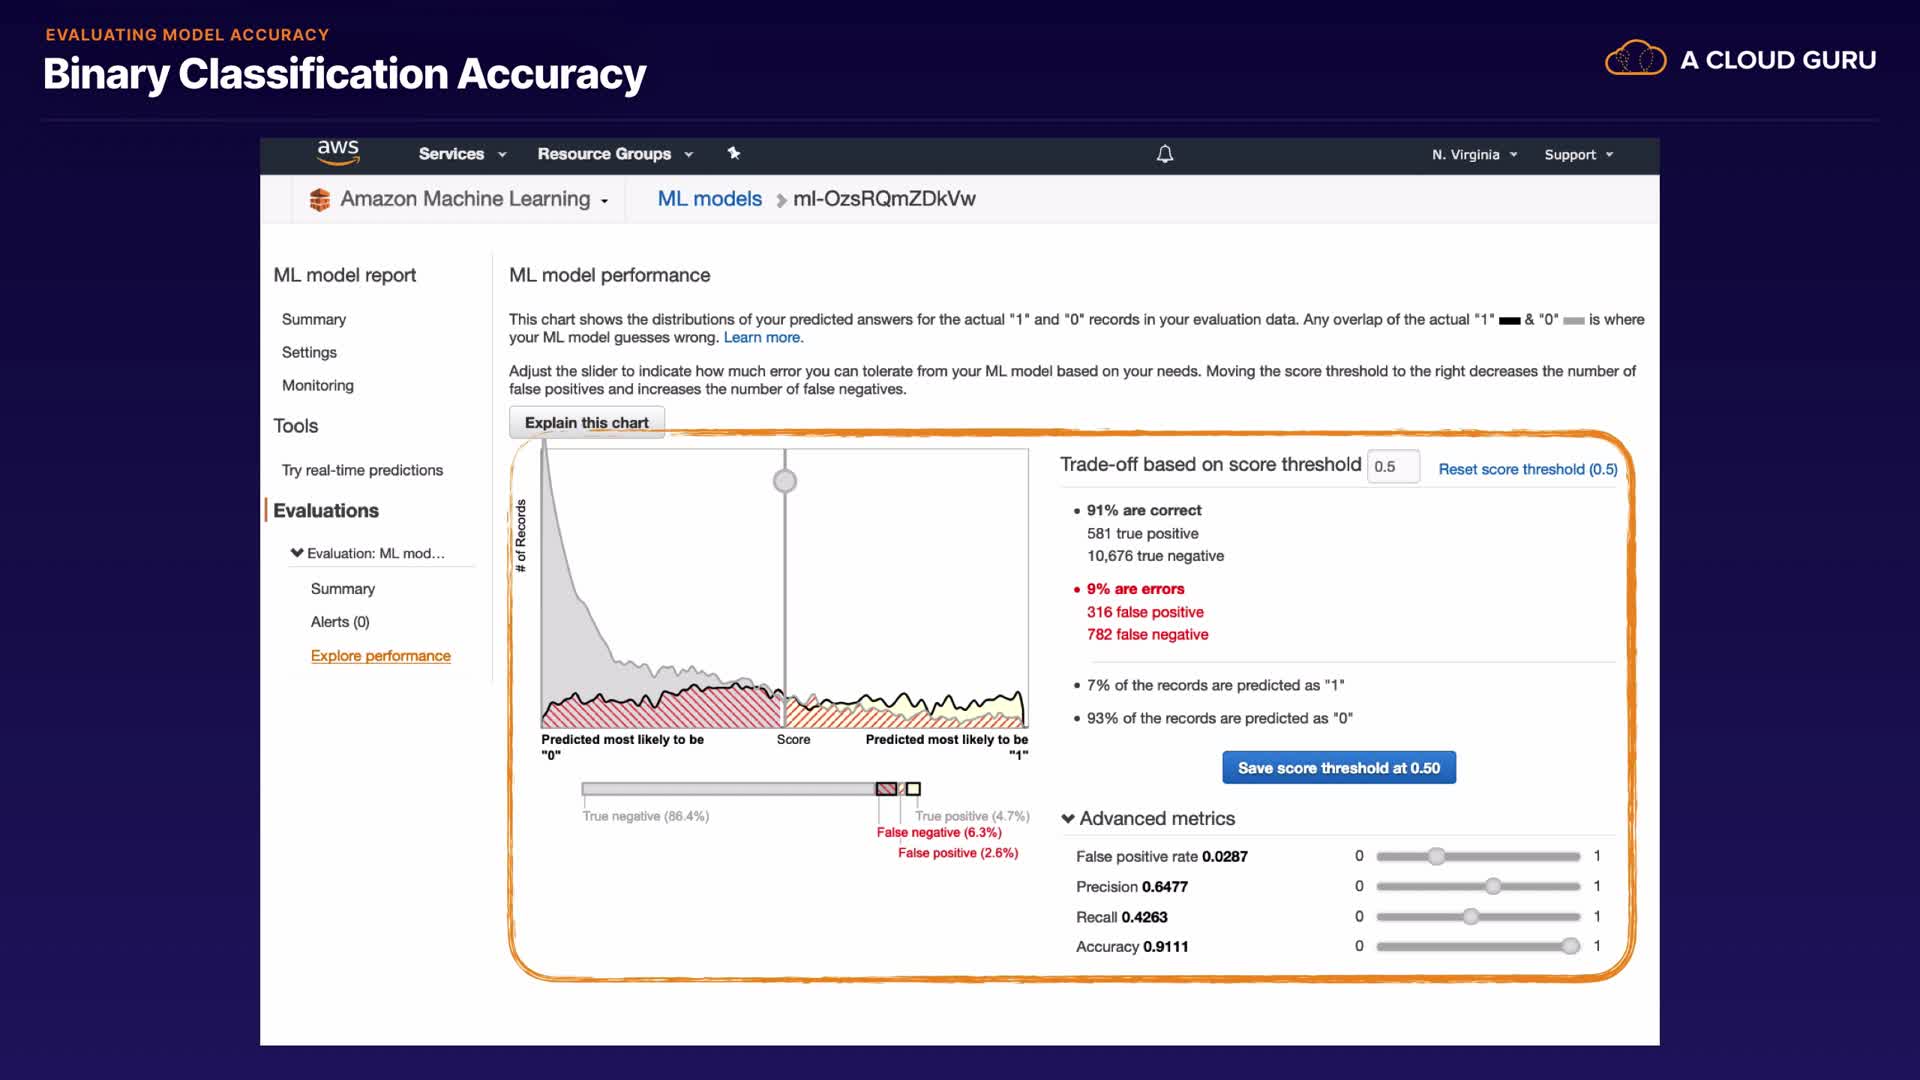 EVALUATING MODEL ACCURACY
Binary Classification Accuracy
A CLOUD GURU
aws
Services
Resource Groups
N. Virginia
Support
Amazon Machine Learning
ML models
ml-OzsRQmZDkVw
ML model report
Summary
Settings
Monitoring
Tools
Try real-time predictions
Evaluations
Evaluation: ML mod...
Summary
Alerts (0)
Explore performance
ML model performance
This chart shows the distributions of your predicted answers for the actual "1" and "0" records in your evaluation data. Any overlap of the actual "1" & "0" is where
your ML model guesses wrong. Learn more.
Adjust the slider to indicate how much error you can tolerate from your ML model based on your needs. Moving the score threshold to the right decreases the number of
false positives and increases the number of false negatives.
Explain this chart
# of Records
Predicted most likely to be
"0"
Score
Predicted most likely to be
"1"
True negative (86.4%)
True positive (4.7%)
False negative (6.3%)
False positive (2.6%)
Trade-off based on score threshold 0.5
Reset score threshold (0.5)
• 91% are correct
581 true positive
10,676 true negative
• 9% are errors
316 false positive
782 false negative
• 7% of the records are predicted as "1"
• 93% of the records are predicted as "0"
Save score threshold at 0.50
Advanced metrics
False positive rate 0.0287 0 1
Precision 0.6477 0 1
Recall 0.4263 0 1
Accuracy 0.9111 0 1